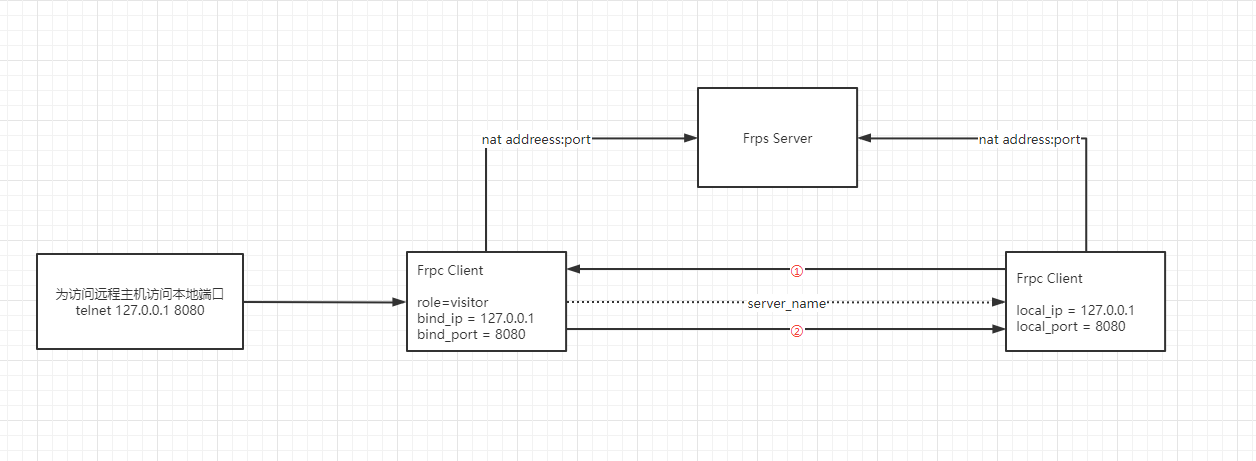 Frps Server
nat addreess:port
nat address:port
为访问远程主机访问本地端口
telnet 127.0.0.1 8080
Frpc Client
role=visitor
bind_ip = 127.0.0.1
bind_port = 8080
①
server_name
②
Frpc Client
local_ip = 127.0.0.1
local_port = 8080